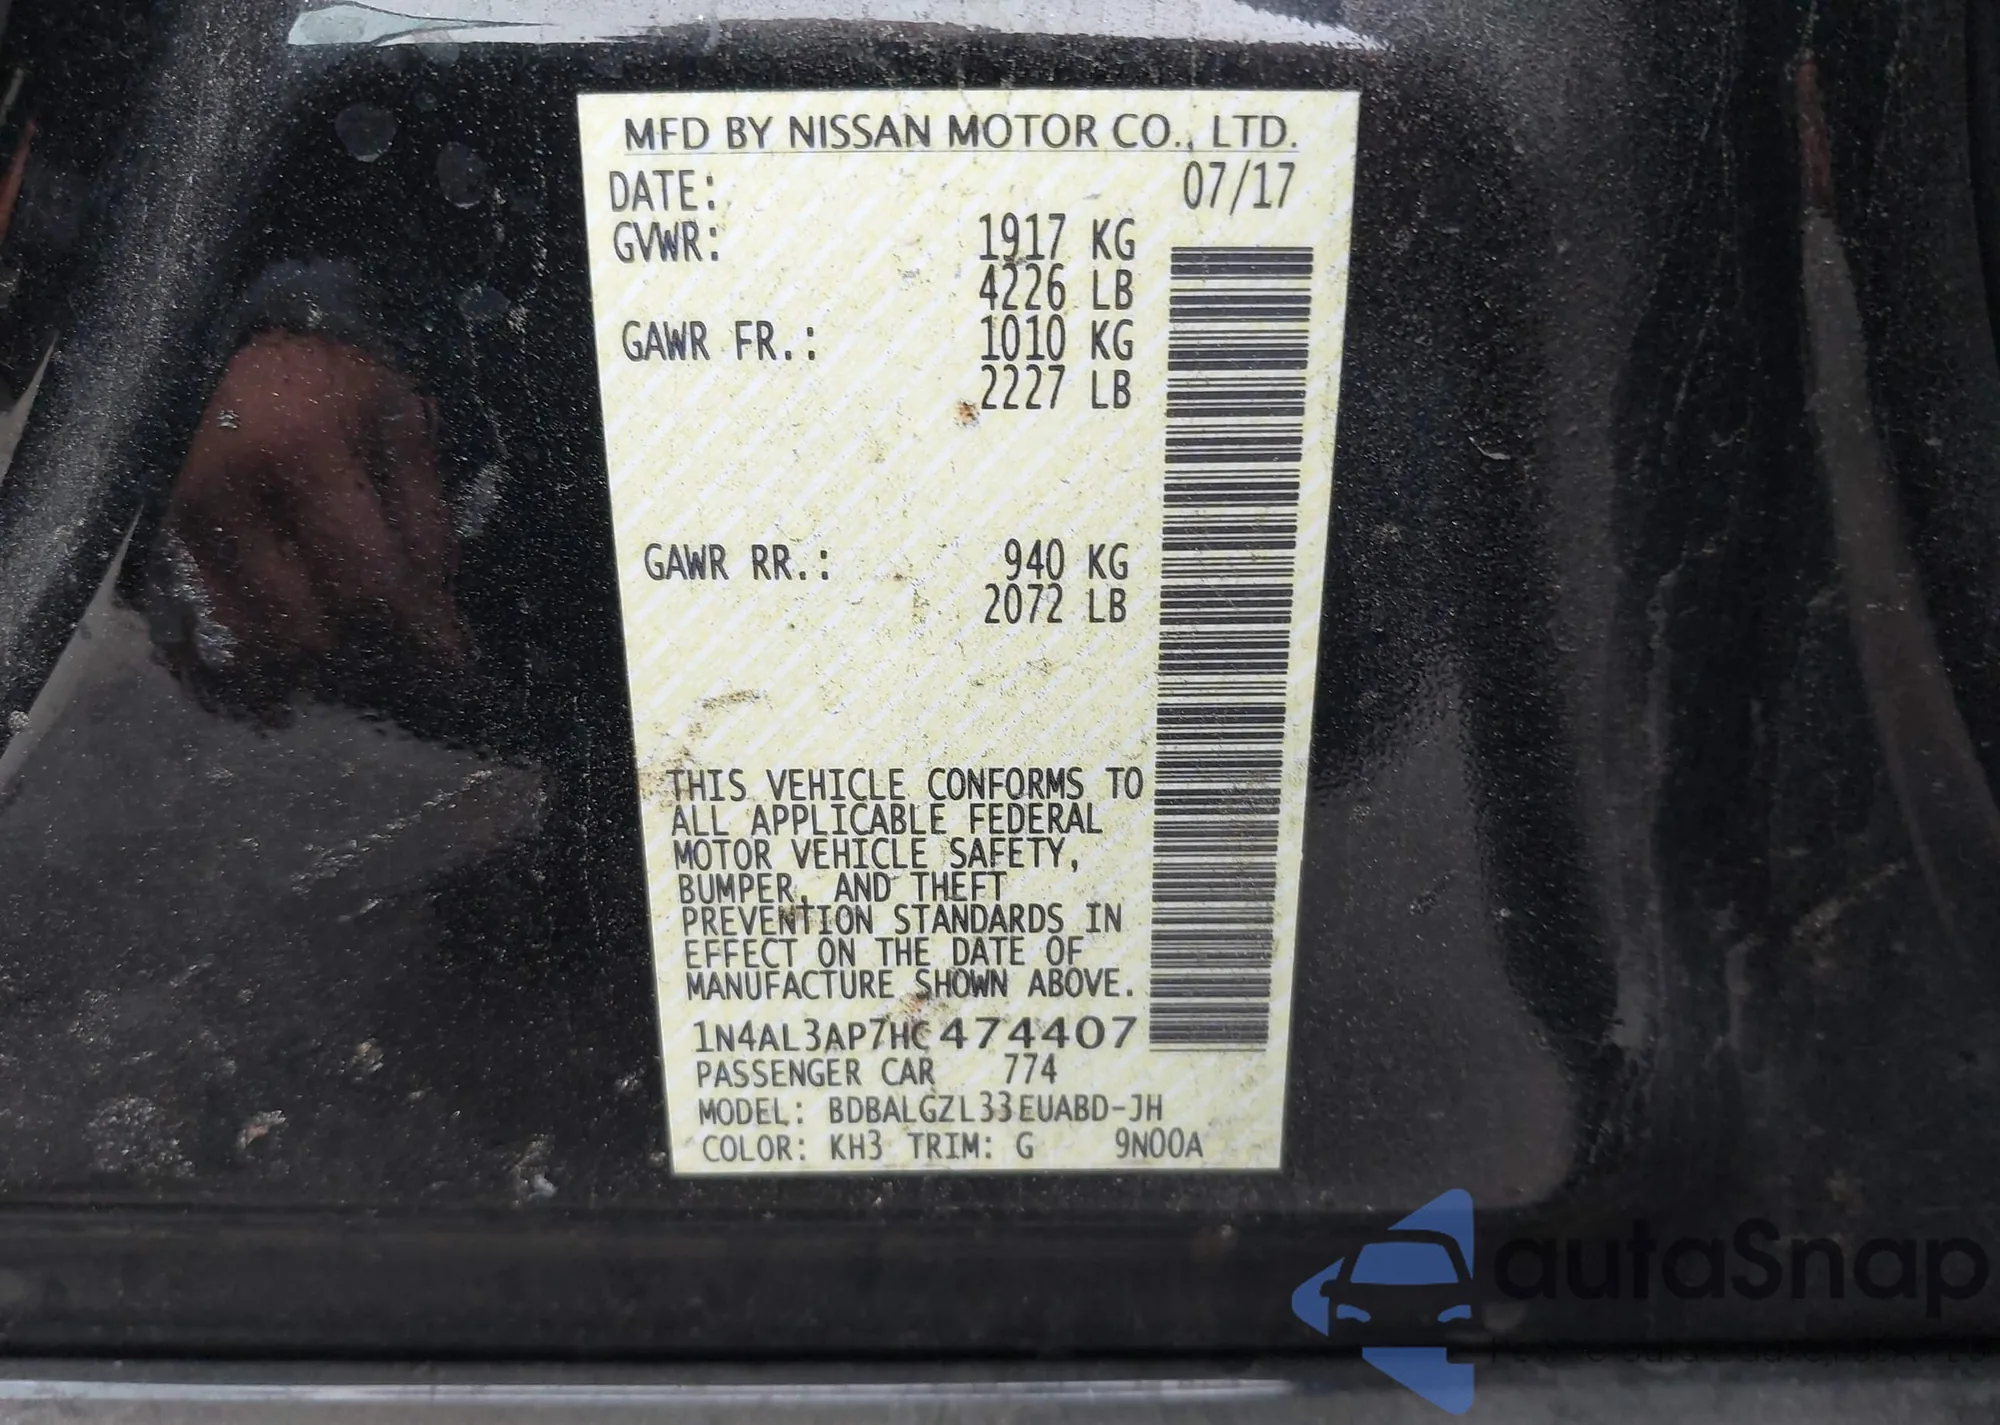 MFD BY NISSAN MOTOR CO., LTD.
DATE: 07/17
GVWR: 1917 KG
4226 LB
GAWR FR.: 1010 KG
2227 LB
GAWR RR.: 940 KG
2072 LB
THIS VEHICLE CONFORMS TO
ALL APPLICABLE FEDERAL
MOTOR VEHICLE SAFETY,
BUMPER, AND THEFT
PREVENTION STANDARDS IN
EFFECT ON THE DATE OF
MANUFACTURE SHOWN ABOVE.
1N4AL3AP7HC474407
PASSENGER CAR 774
MODEL: BDBALGZL33EUABD-JH
COLOR: KH3 TRIM: G 9N00A
autaSnap